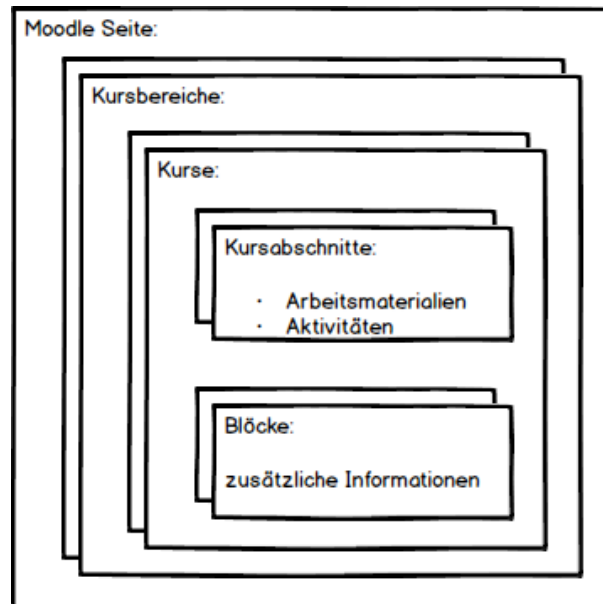 Moodle Seite:
Kursbereiche:
Kurse:
Kursabschnitte:
· Arbeitsmaterialien
· Aktivitäten
Blöcke:
zusätzliche Informationen